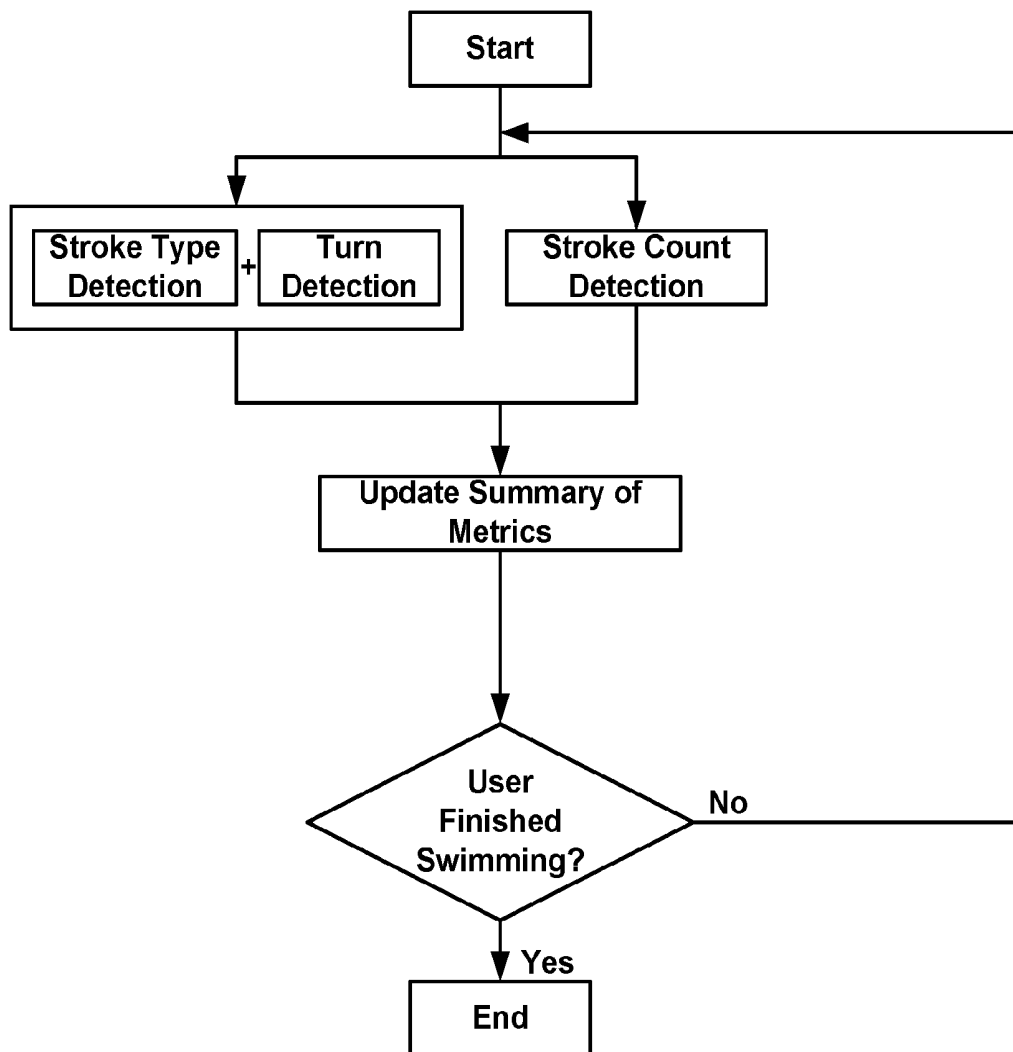 Start
Stroke Type
Detection
+
Turn
Detection
Stroke Count
Detection
Update Summary of
Metrics
User
Finished
Swimming?
No
Yes
End